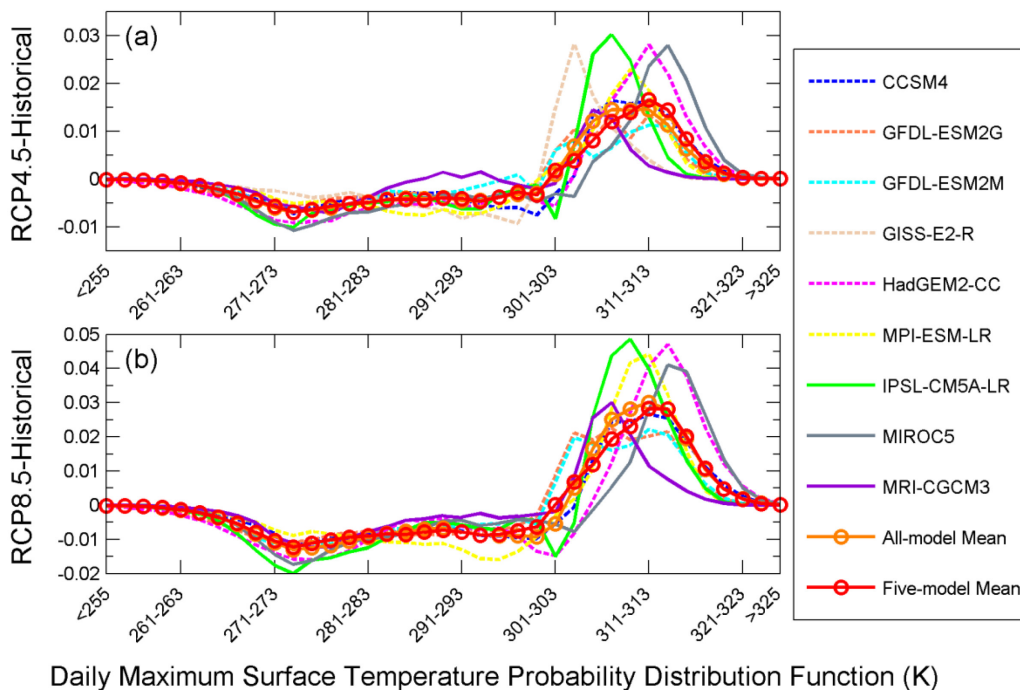 (a)
RCP4.5-Historical
0.03
0.02
0.01
0
-0.01
<255
261-263
271-273
281-283
291-293
301-303
311-313
321-323
>325
(b)
RCP8.5-Historical
0.05
0.04
0.03
0.02
0.01
0
-0.01
-0.02
<255
261-263
271-273
281-283
291-293
301-303
311-313
321-323
>325
Daily Maximum Surface Temperature Probability Distribution Function (K)
CCSM4
GFDL-ESM2G
GFDL-ESM2M
GISS-E2-R
HadGEM2-CC
MPI-ESM-LR
IPSL-CM5A-LR
MIROC5
MRI-CGCM3
All-model Mean
Five-model Mean